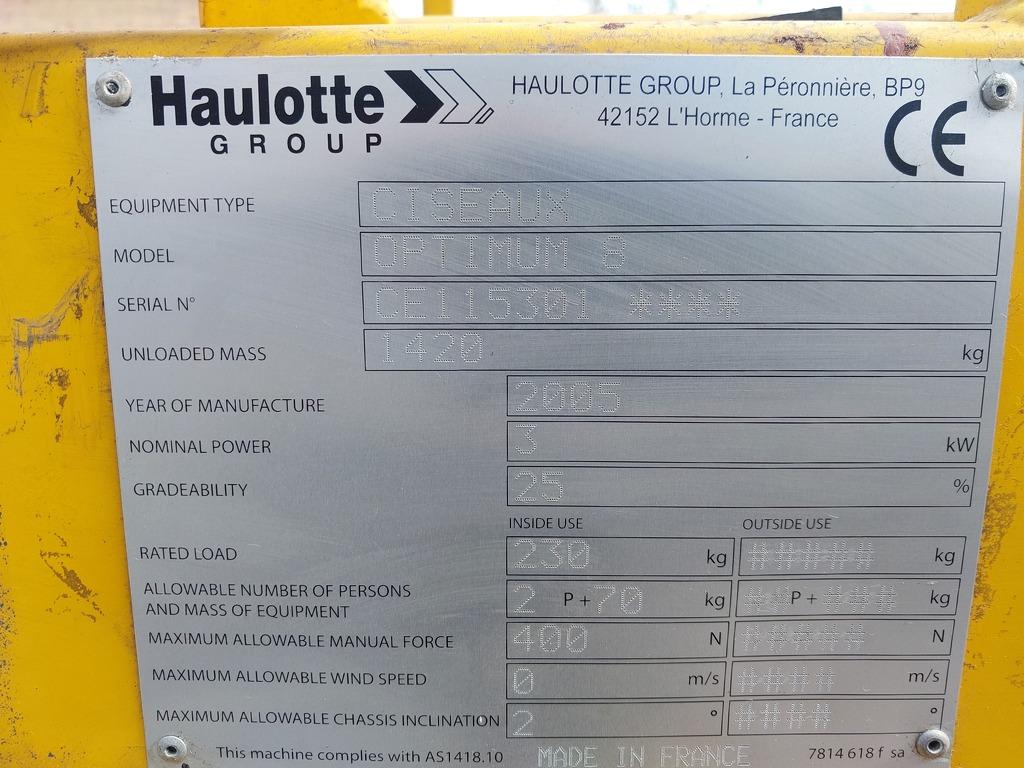 Haulotte
GROUP
HAULOTTE GROUP, La Péronnière, BP9
42152 L'Horme - France
CE
EQUIPMENT TYPE CISEAUX
MODEL OPTIMUM 8
SERIAL N° CE115301 ****
UNLOADED MASS 1420 kg
YEAR OF MANUFACTURE 2005
NOMINAL POWER 3 kW
GRADEABILITY 25 %
INSIDE USE OUTSIDE USE
RATED LOAD 230 kg ##### kg
ALLOWABLE NUMBER OF PERSONS
AND MASS OF EQUIPMENT 2 P + 70 kg ## P + ### kg
MAXIMUM ALLOWABLE MANUAL FORCE 400 N ##### N
MAXIMUM ALLOWABLE WIND SPEED 0 m/s #### m/s
MAXIMUM ALLOWABLE CHASSIS INCLINATION 2 ° #### °
This machine complies with AS1418.10 MADE IN FRANCE 7814 618 f sa